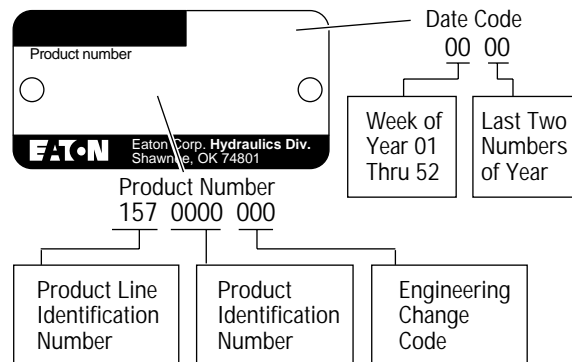 Product number
EATON
Eaton Corp. Hydraulics Div.
Shawnee, OK 74801
Date Code
00 00
Week of
Year 01
Thru 52
Last Two
Numbers
of Year
Product Number
157 0000 000
Product Line
Identification
Number
Product
Identification
Number
Engineering
Change
Code